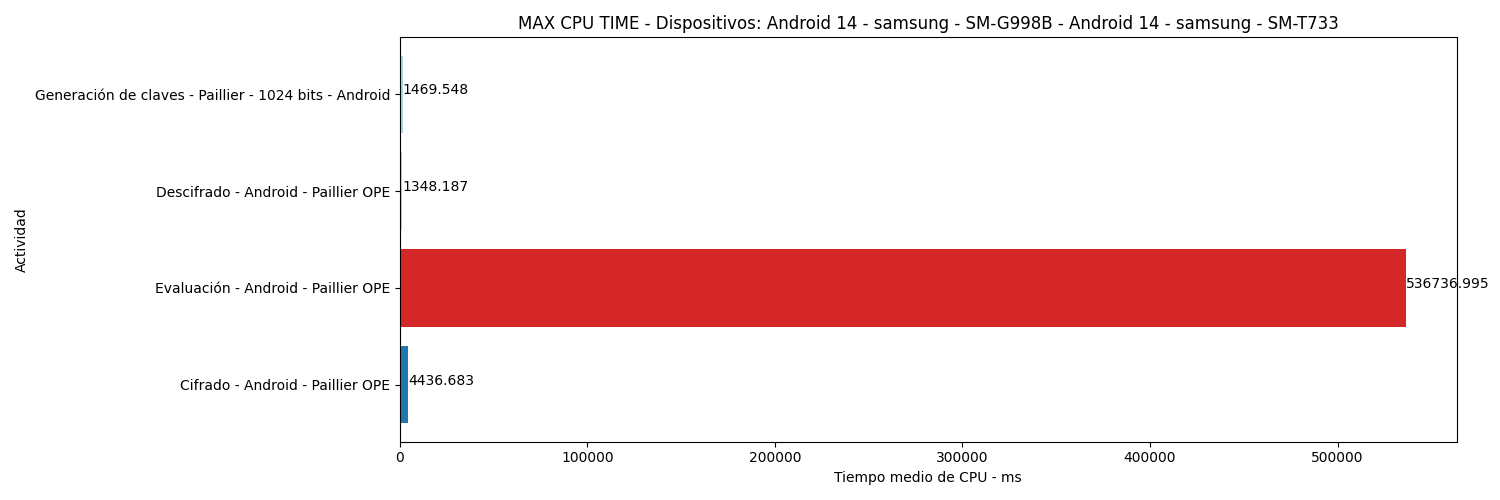 MAX CPU TIME - Dispositivos: Android 14 - samsung - SM-G998B - Android 14 - samsung - SM-T733
Generación de claves - Paillier - 1024 bits - Android
1469.548
Descifrado - Android - Paillier OPE
1348.187
Evaluación - Android - Paillier OPE
536736.995
Cifrado - Android - Paillier OPE
4436.683
Actividad
0 100000 200000 300000 400000 500000
Tiempo medio de CPU - ms